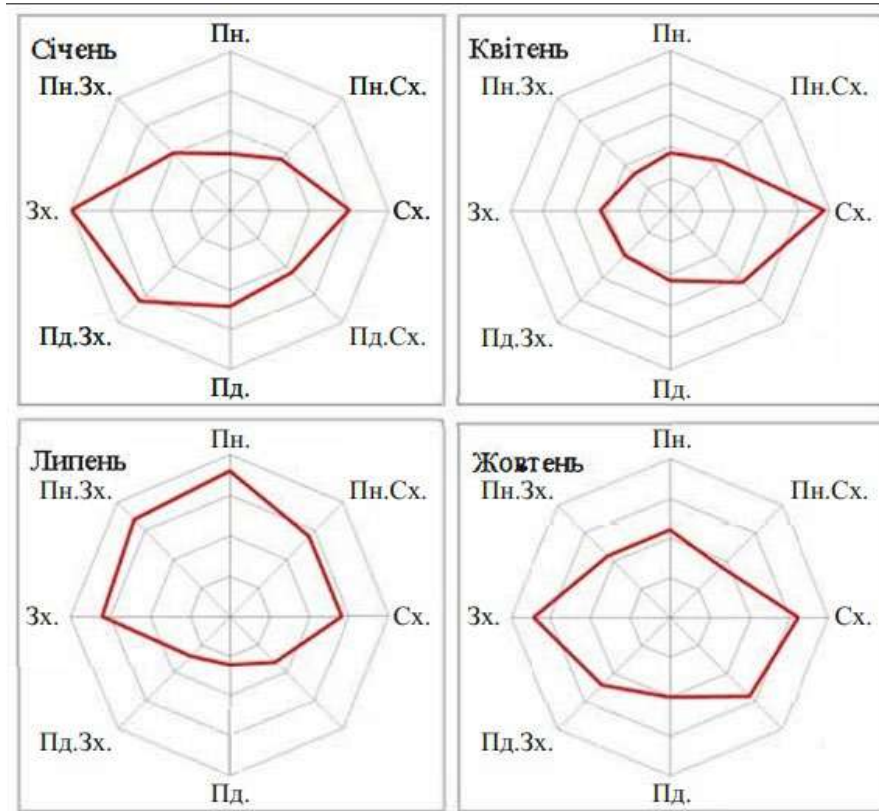 Січень
Пн.
Пн.Зх.
Пн.Сх.
Зх.
Сх.
Пд.Зх.
Пд.Сх.
Пд.
Квітень
Пн.
Пн.Зх.
Пн.Сх.
Сх.
Пд.Зх.
Пд.
Липень
Пн.
Пн.Зх.
Пн.Сх.
Зх.
Сх.
Пд.Зх.
Пд.
Жовтень
Пн.
Пн.Зх.
Пн.Сх.
Зх.
Сх.
Пд.Зх.
Пд.